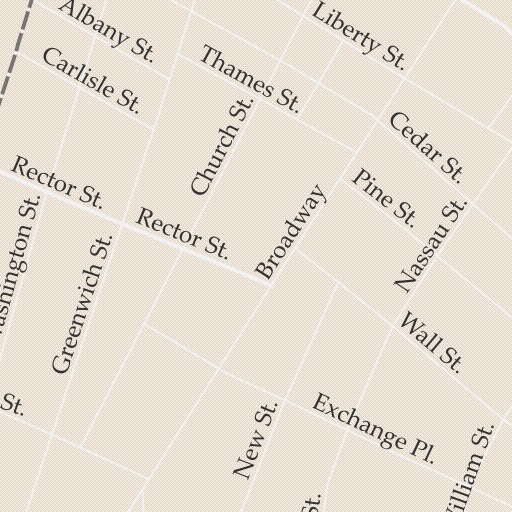 Albany St.
Liberty St.
Carlisle St.
Thames St.
Church St.
Cedar St.
Rector St.
Pine St.
Rector St.
Broadway
Nassau St.
ashington St.
Greenwich St.
Wall St.
St.
Exchange Pl.
New St.
illiam St.
St.